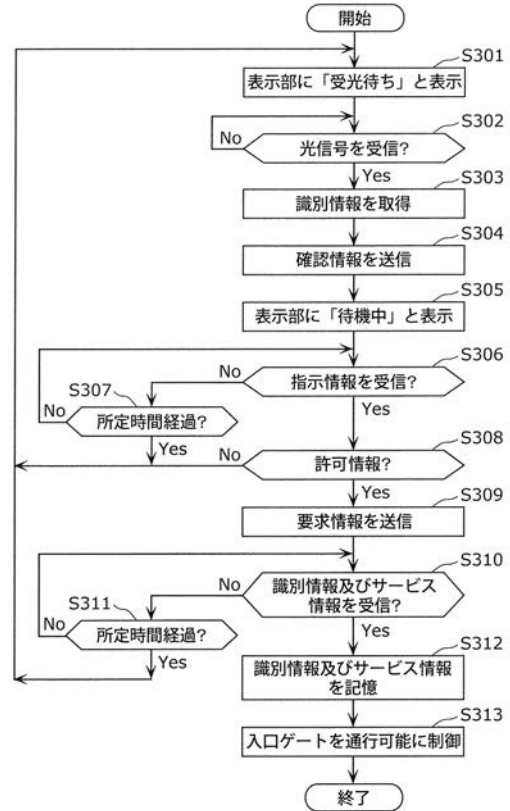 開始
S301
表示部に「受光待ち」と表示
S302
光信号を受信?
No
Yes
S303
識別情報を取得
S304
確認情報を送信
S305
表示部に「待機中」と表示
S306
指示情報を受信?
No
Yes
S307
所定時間経過?
No
Yes
S308
許可情報?
No
Yes
S309
要求情報を送信
S310
識別情報及びサービス
情報を受信?
No
Yes
S311
所定時間経過?
No
Yes
S312
識別情報及びサービス情報
を記憶
S313
入口ゲートを通行可能に制御
終了